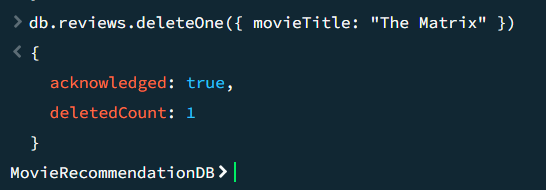 > db.reviews.deleteOne({ movieTitle: "The Matrix" })
< {
acknowledged: true,
deletedCount: 1
}
MovieRecommendationDB>